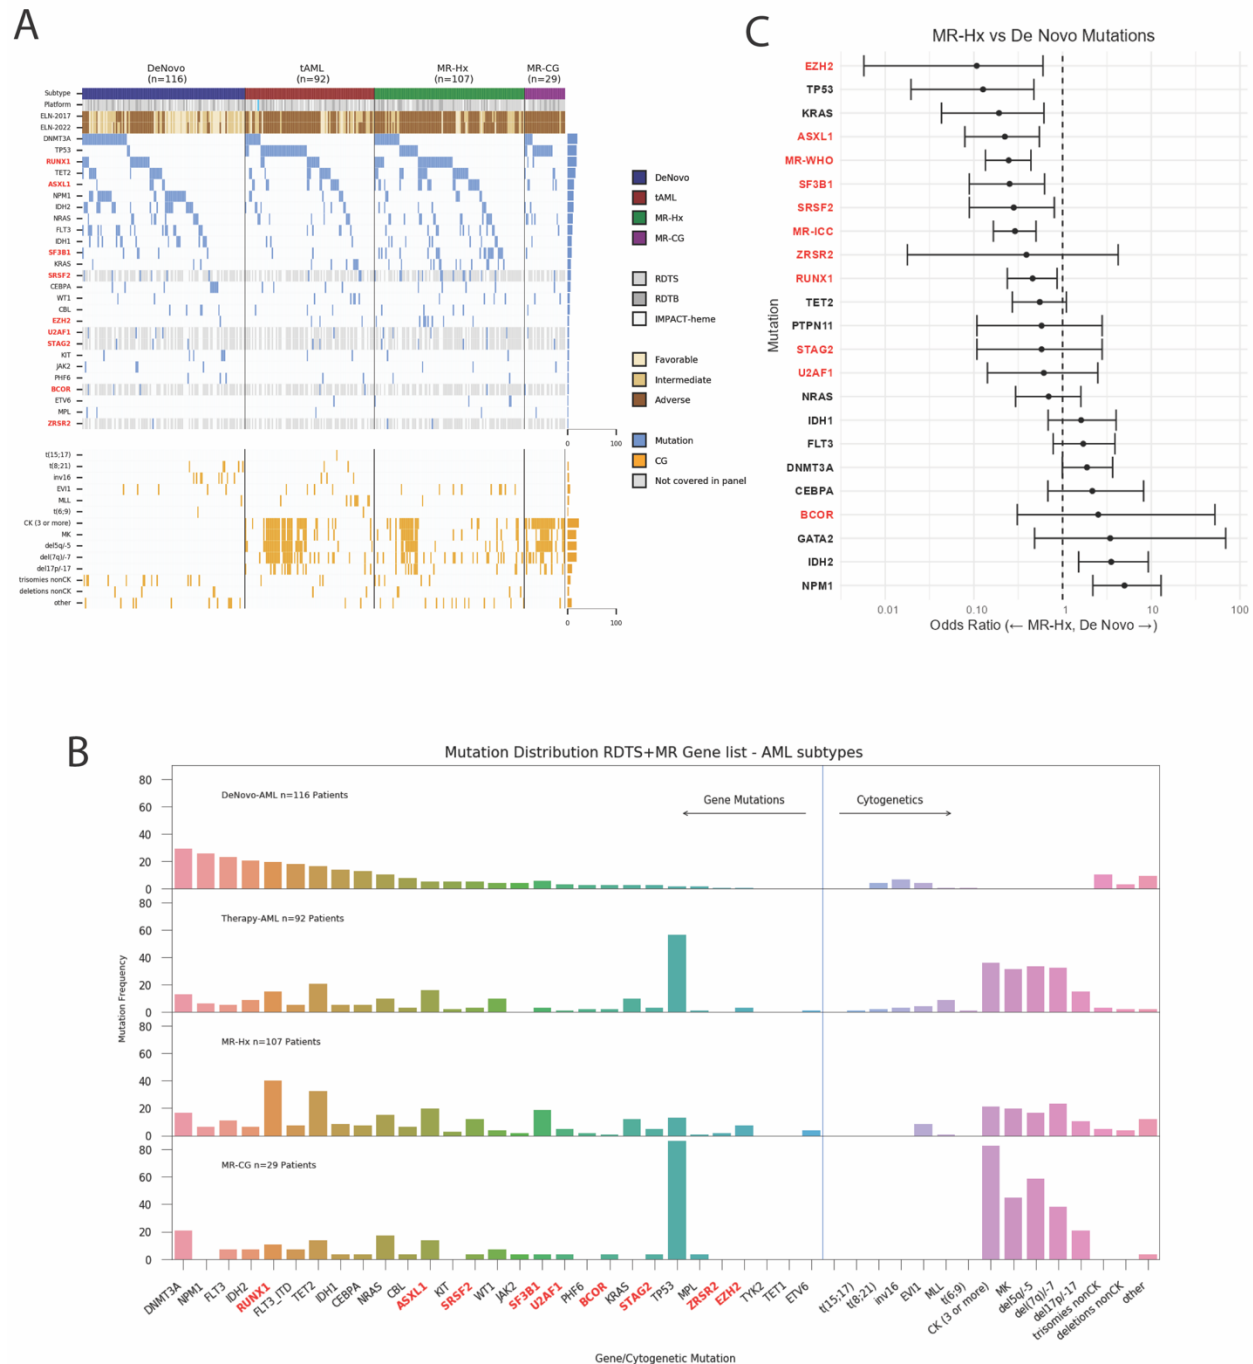 A
DeNovo
(n=116)
tAML
(n=92)
MR-Hx
(n=107)
MR-CG
(n=29)
Subtype
Platform
ELN-2017
ELN-2022
DNMT3A
TP53
RUNX1
TET2
ASXL1
NPM1
IDH2
NRAS
FLT3
IDH1
SF3B1
KRAS
SRSF2
CEBPA
WT1
CBL
EZH2
U2AF1
STAG2
KIT
JAK2
PHF6
BCOR
ETV6
MPL
ZRSR2
0
100
t(15;17)
t(8;21)
inv16
EVI1
MLL
t(6;9)
CK (3 or more)
MK
del5q/-5
del(7q)/-7
del17p/-17
trisomies nonCK
deletions nonCK
other
0
100
DeNovo
tAML
MR-Hx
MR-CG
RDTS
RDTB
IMPACT-heme
Favorable
Intermediate
Adverse
Mutation
CG
Not covered in panel
C
MR-Hx vs De Novo Mutations
Mutation
EZH2
TP53
KRAS
ASXL1
MR-WHO
SF3B1
SRSF2
MR-ICC
ZRSR2
RUNX1
TET2
PTPN11
STAG2
U2AF1
NRAS
IDH1
FLT3
DNMT3A
CEBPA
BCOR
GATA2
IDH2
NPM1
0.01 0.10 1 10 100
Odds Ratio (← MR-Hx, De Novo →)
B
Mutation Distribution RDTS+MR Gene list - AML subtypes
Mutation Frequency
80
60
40
20
0
DeNovo-AML n=116 Patients
Gene Mutations
Cytogenetics
80
60
40
20
0
Therapy-AML n=92 Patients
80
60
40
20
0
MR-Hx n=107 Patients
80
60
40
20
0
MR-CG n=29 Patients
DNMT3A
NPM1
FLT3
IDH2
RUNX1
FLT3_ITD
TET2
IDH1
CEBPA
NRAS
CBL
ASXL1
KIT
SRSF2
WT1
JAK2
SF3B1
U2AF1
PHF6
BCOR
KRAS
STAG2
TP53
MPL
ZRSR2
EZH2
TYK2
TET1
ETV6
t(15;17)
t(8;21)
inv16
EVI1
MLL
t(6;9)
CK (3 or more)
MK
del5q/-5
del(7q)/-7
del17p/-17
trisomies nonCK
deletions nonCK
other
Gene/Cytogenetic Mutation